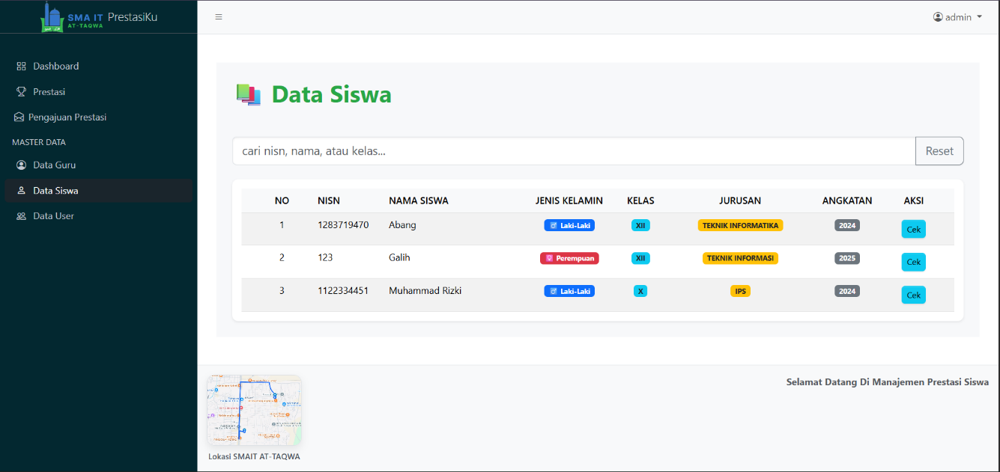 SMA IT
AT-TAQWA
PrestasiKu
admin
Dashboard
Prestasi
Pengajuan Prestasi
MASTER DATA
Data Guru
Data Siswa
Data User
Data Siswa
cari nisn, nama, atau kelas...
Reset
NO NISN NAMA SISWA JENIS KELAMIN KELAS JURUSAN ANGKATAN AKSI
1 1283719470 Abang Laki-Laki XII TEKNIK INFORMATIKA 2024 Cek
2 123 Galih Perempuan XII TEKNIK INFORMASI 2025 Cek
3 1122334451 Muhammad Rizki Laki-Laki X IPS 2024 Cek
Lokasi SMAIT AT-TAQWA
Selamat Datang Di Manajemen Prestasi Siswa